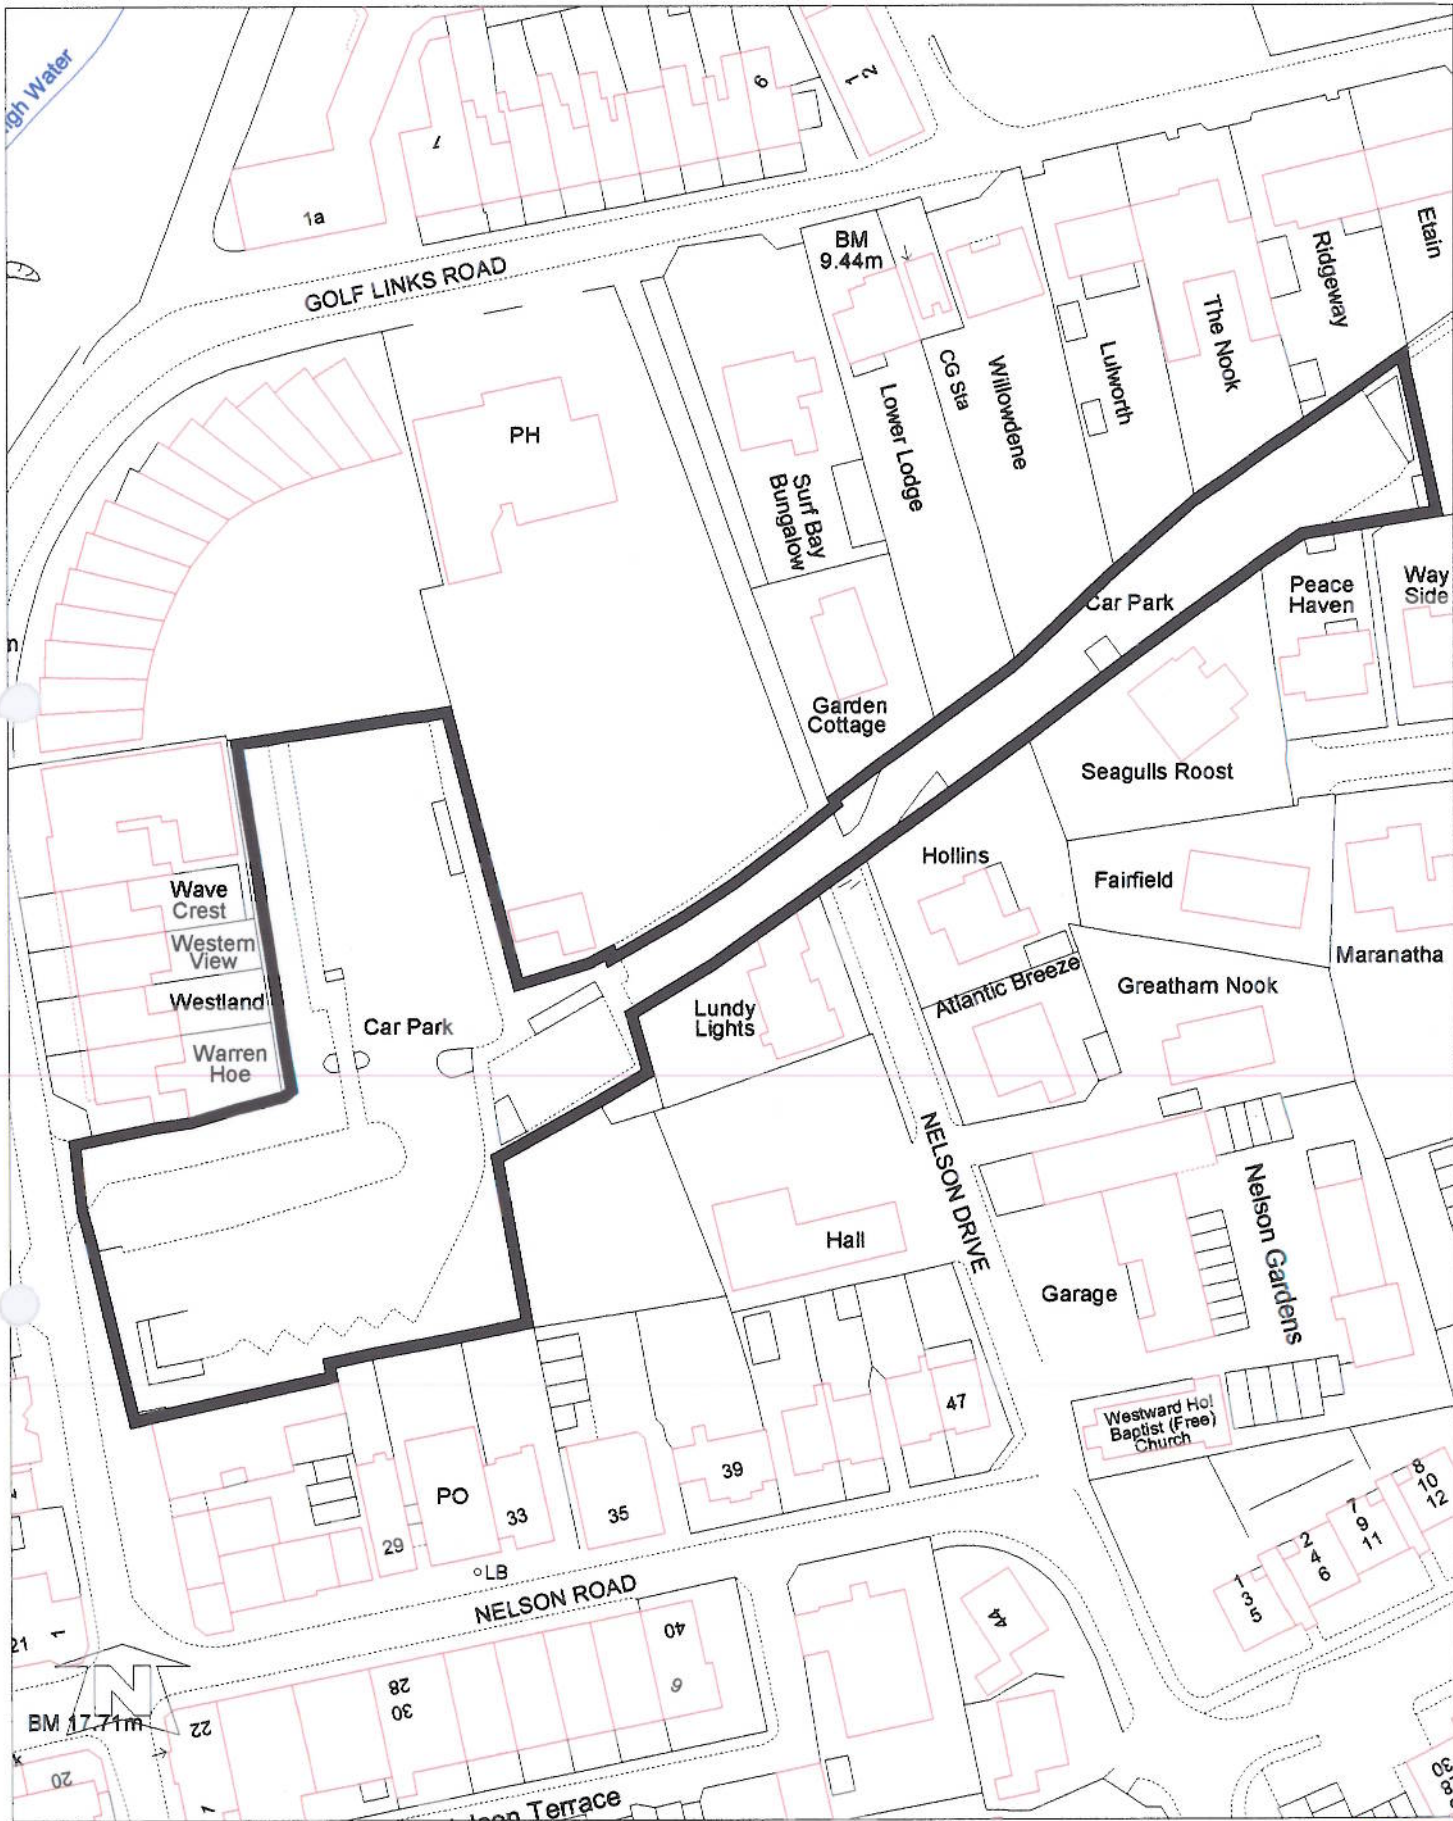 1
2
6
7
1a
GOLF LINKS ROAD
BM
9.44m
Etain
Ridgeway
The Nook
Lulworth
Willowdene
CG Sta
Lower Lodge
PH
Surf Bay
Bungalow
Car Park
Peace
Haven
Way
Side
Garden
Cottage
Seagulls Roost
Hollins
Fairfield
Wave
Crest
Western
View
Westland
Warren
Hoe
Car Park
Lundy
Lights
Atlantic Breeze
Greatham Nook
Maranatha
NELSON DRIVE
Hall
Garage
Nelson Gardens
47
39
Westward Ho!
Baptist (Free)
Church
PO
29
33
35
LB
NELSON ROAD
8
10
12
7
9
11
2
4
6
1
3
5
44
40
28
30
21
1
N
BM 17.71m
22
20
Terrace